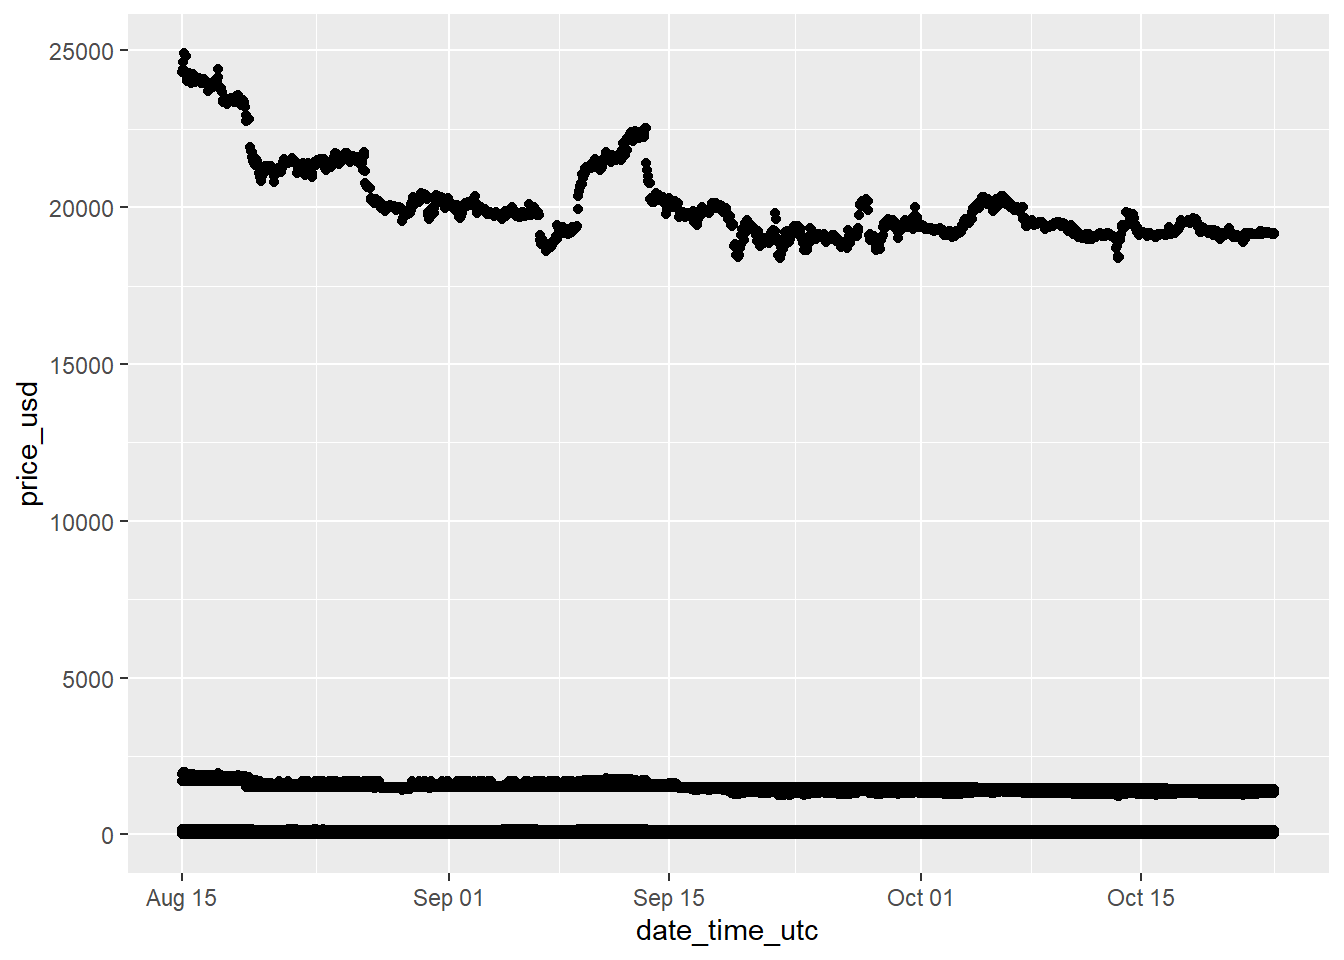 25000
20000
15000
10000
5000
0
price_usd
Aug 15
Sep 01
Sep 15
Oct 01
Oct 15
date_time_utc